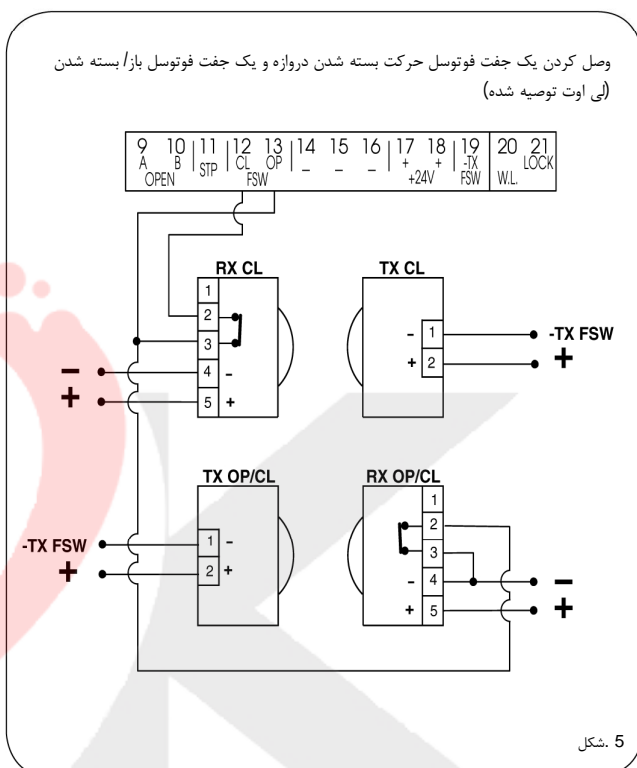 وصل کردن یک جفت فوتوسل حرکت بسته شدن دروازه و یک جفت فوتوسل باز/ بسته شدن
(لی اوت توصیه شده)
9 10 11 12 13 14 15 16 17 18 19 20 21
A B STP CL OP _ _ _ + + -TX LOCK
OPEN FSW +24V FSW W.L.
RX CL TX CL
1
2
3
4 -
5 +
- 1 -TX FSW
+ 2 +
-
+
TX OP/CL RX OP/CL
-TX FSW 1 -
+ 2 +
1
2
3
- 4 -
+ 5 +
5 .شکل